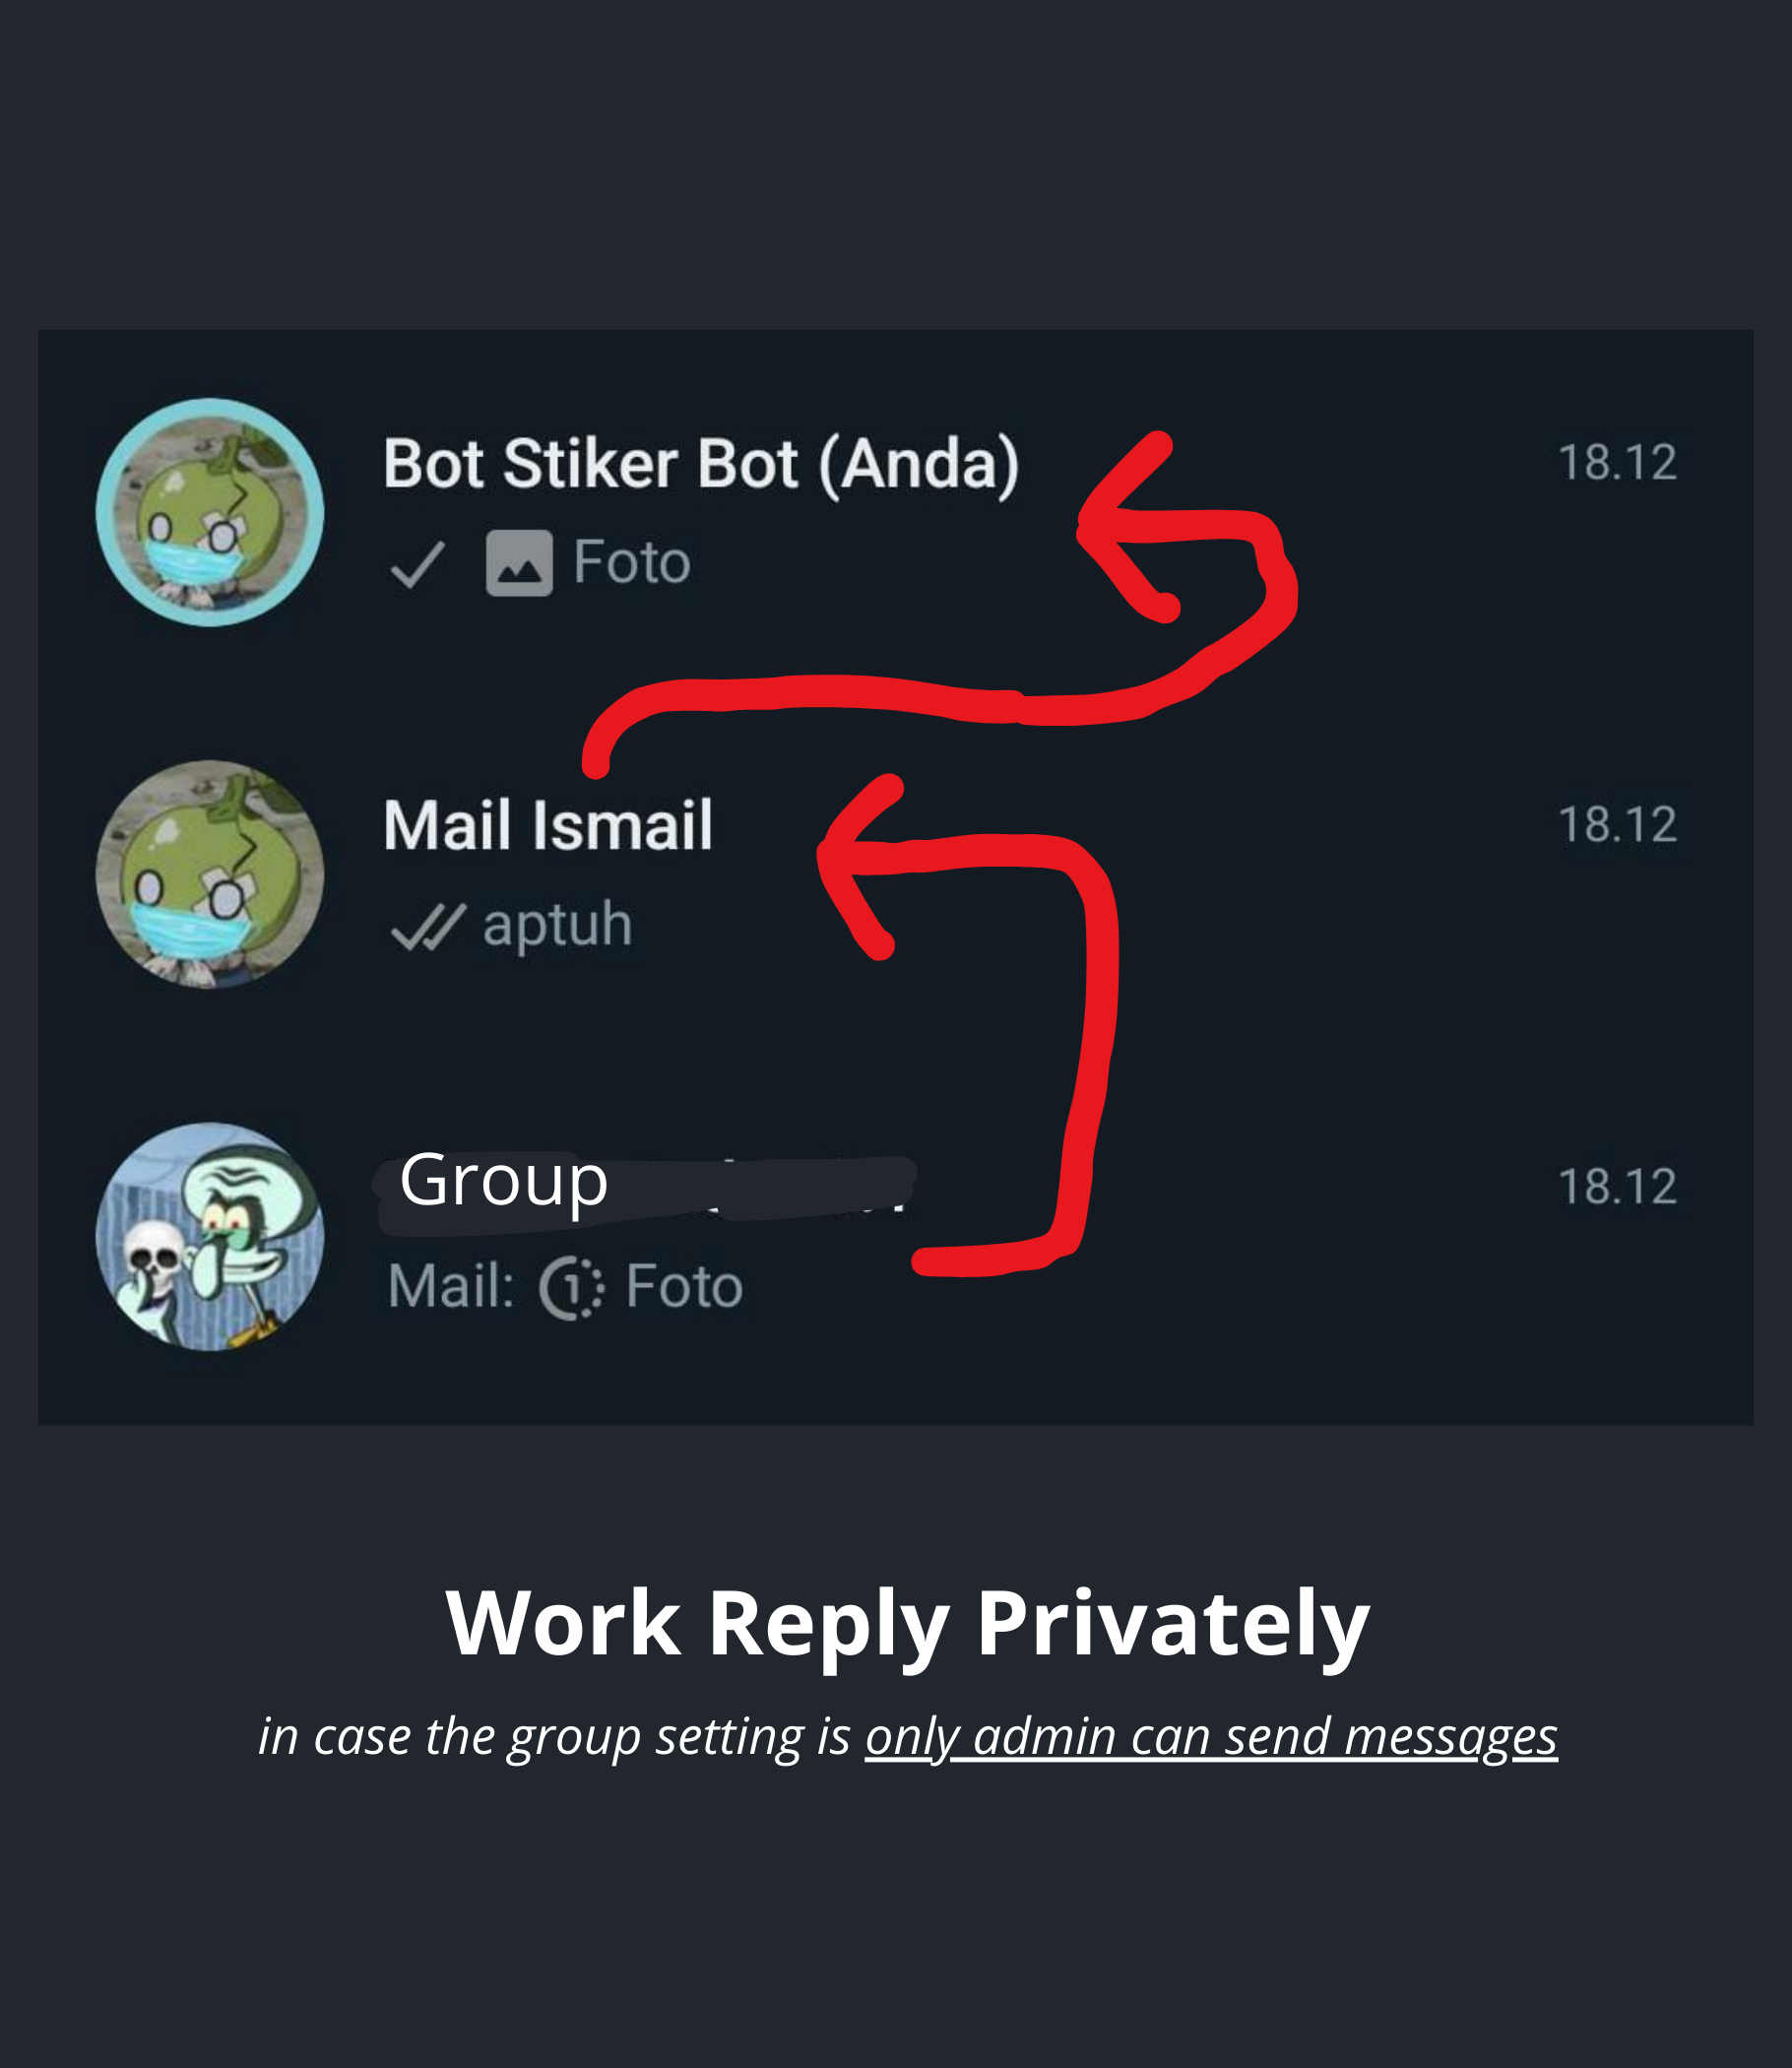 Bot Stiker Bot (Anda)
18.12
Foto
Mail Ismail
18.12
aptuh
Group
18.12
Mail: 1 Foto
Work Reply Privately
in case the group setting is only admin can send messages